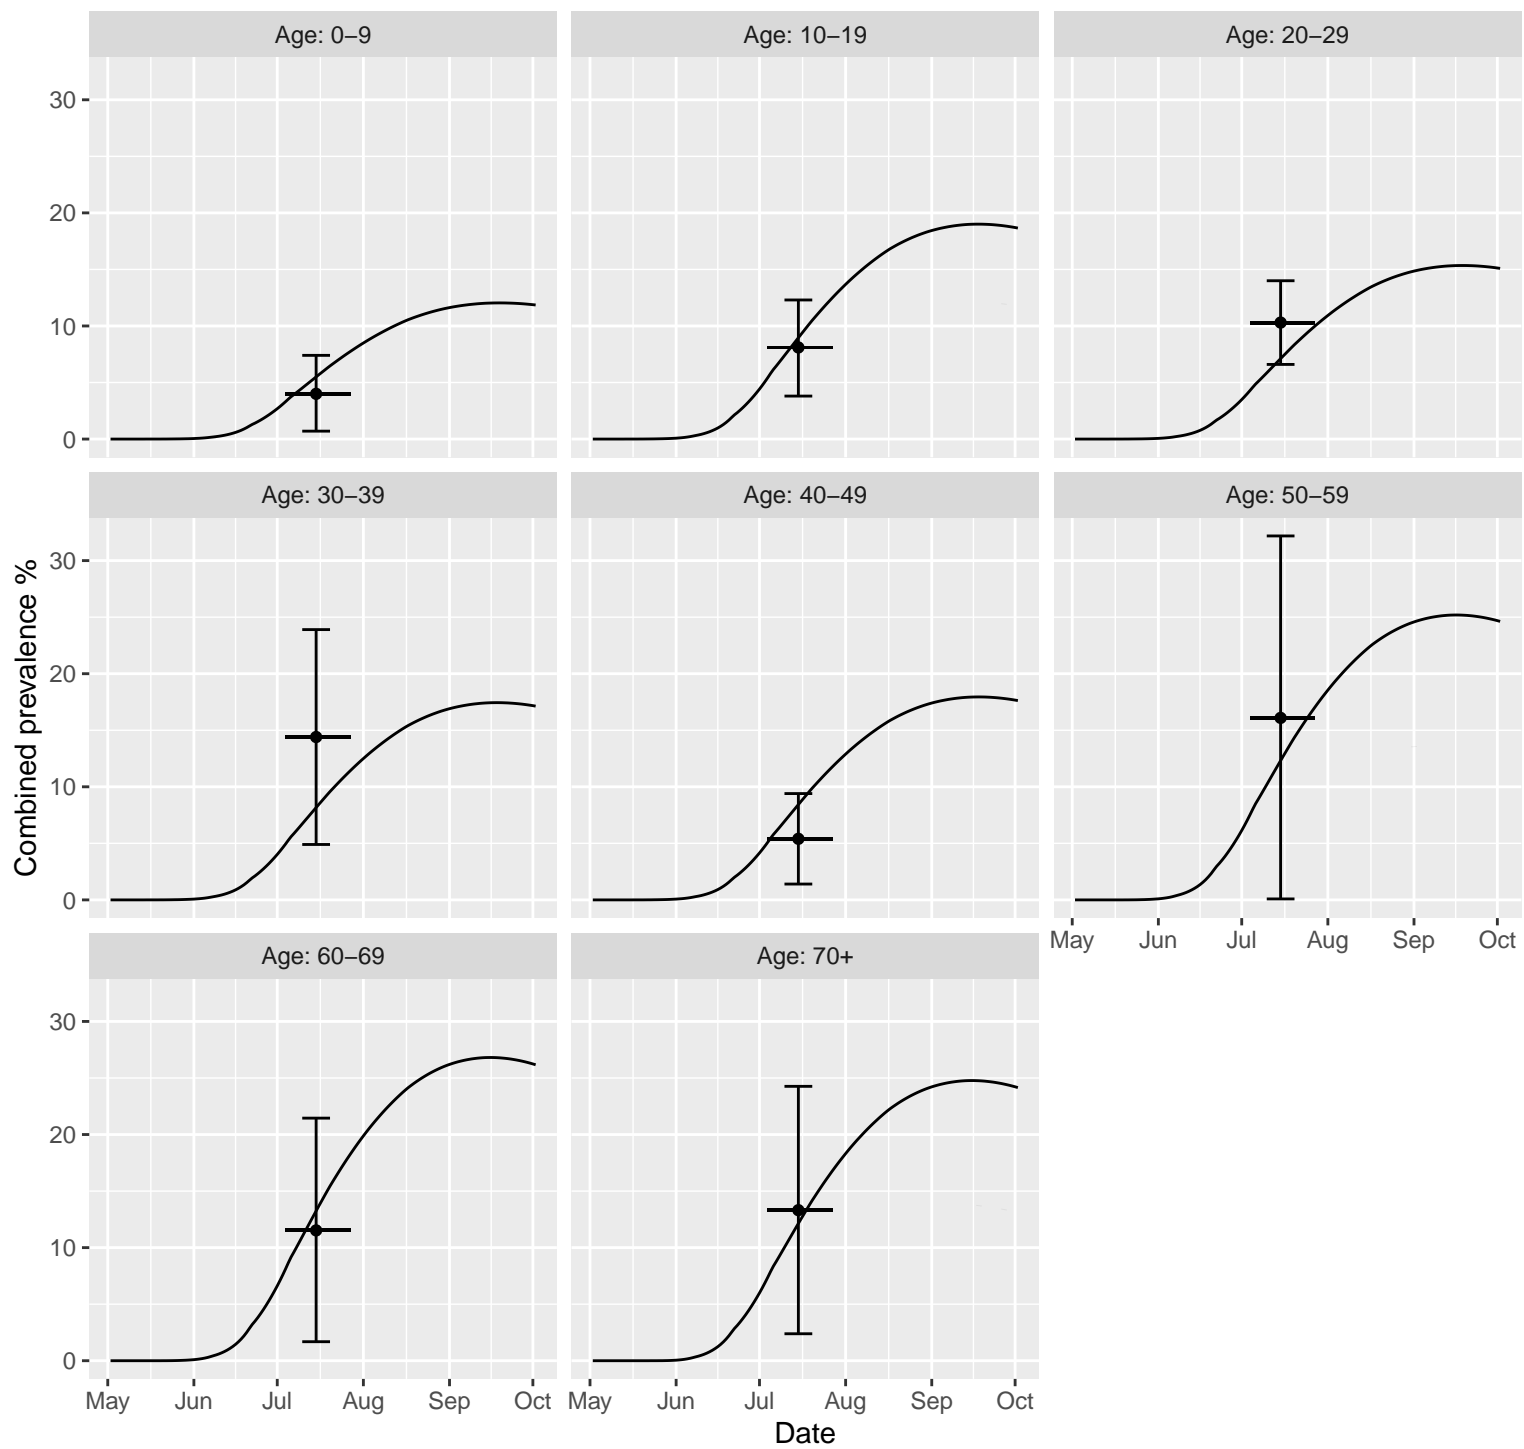 Age: 0–9
Age: 10–19
Age: 20–29
30
20
10
0
Age: 30–39
Age: 40–49
Age: 50–59
30
20
10
0
May Jun Jul Aug Sep Oct
Age: 60–69
Age: 70+
30
20
10
0
May Jun Jul Aug Sep Oct
May Jun Jul Aug Sep Oct
Date
Combined prevalence %